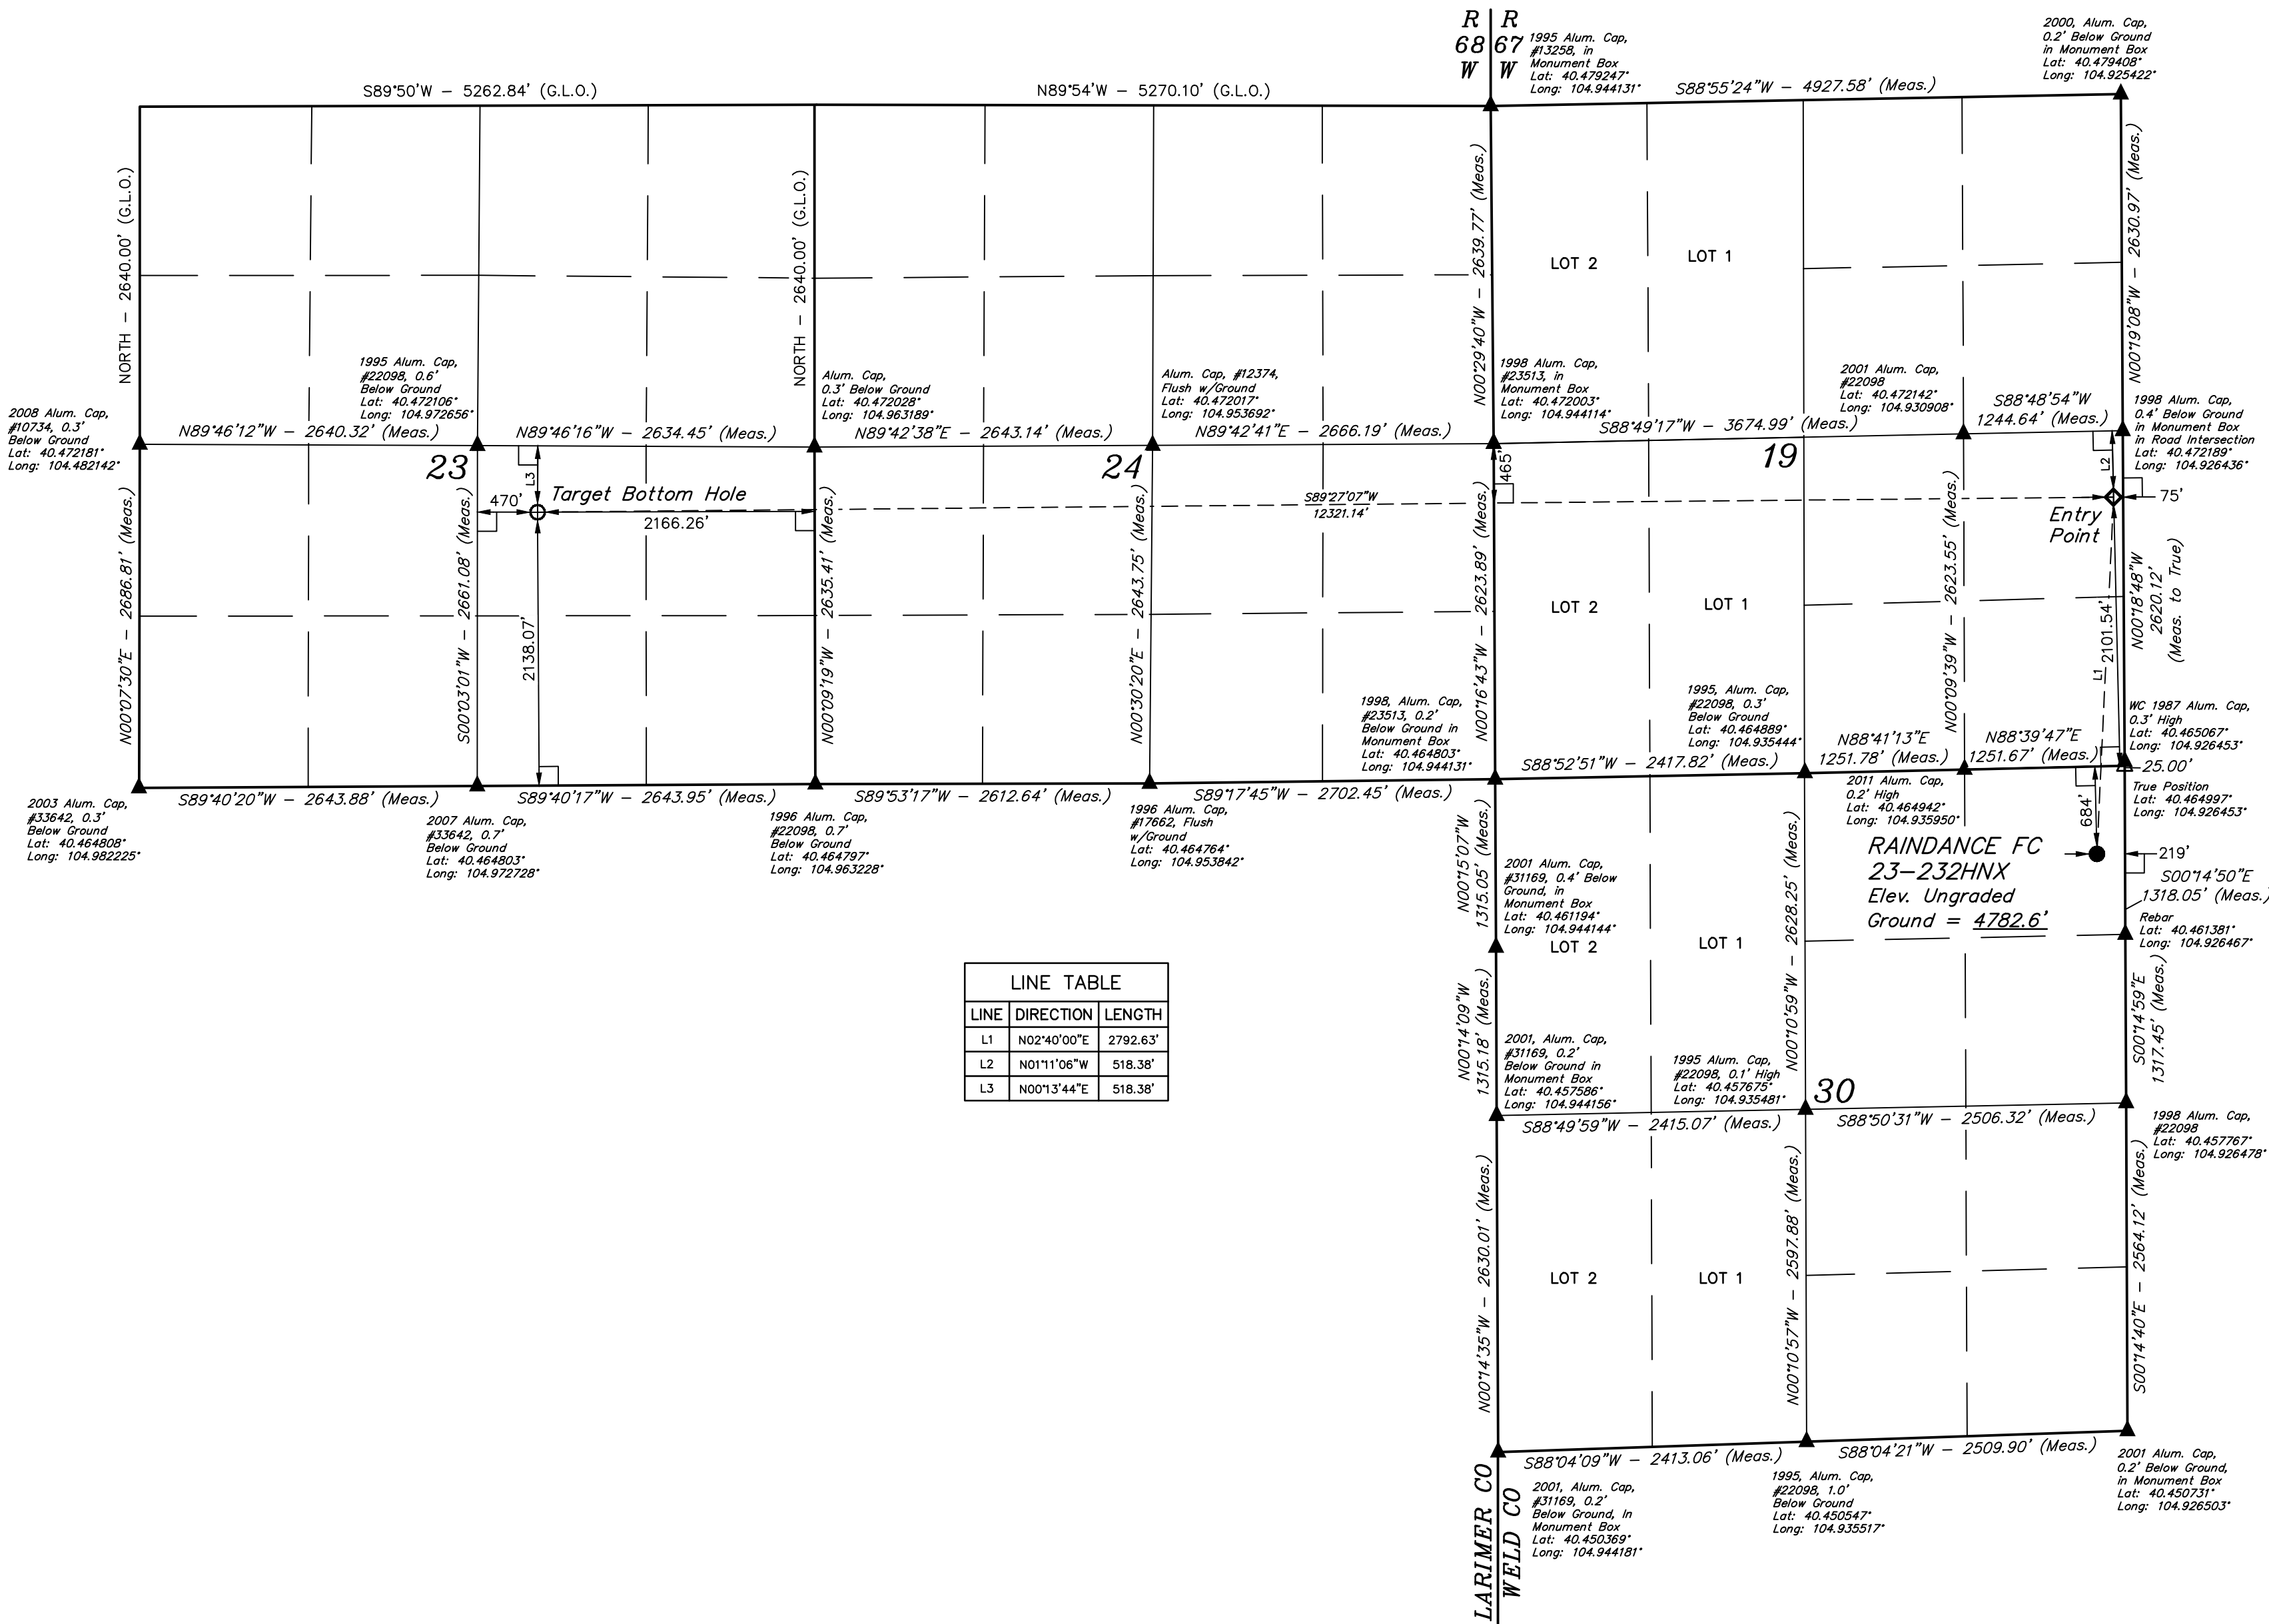 R R
68 67
W W
1995 Alum. Cap,
#13258, in
Monument Box
Lat: 40.479247°
Long: 104.944131°
2000, Alum. Cap,
0.2' Below Ground
in Monument Box
Lat: 40.479408°
Long: 104.925422°
S89°50'W – 5262.84' (G.L.O.)
N89°54'W – 5270.10' (G.L.O.)
S88°55'24"W – 4927.58' (Meas.)
NORTH – 2640.00' (G.L.O.)
NORTH – 2640.00' (G.L.O.)
N00°29'40"W – 2639.77' (Meas.)
N00°19'08"W – 2630.97' (Meas.)
LOT 2
LOT 1
2008 Alum. Cap,
#10734, 0.3'
Below Ground
Lat: 40.472181°
Long: 104.482142°
1995 Alum. Cap,
#22098, 0.6'
Below Ground
Lat: 40.472106°
Long: 104.972656°
Alum. Cap,
0.3' Below Ground
Lat: 40.472028°
Long: 104.963189°
Alum. Cap, #12374,
Flush w/Ground
Lat: 40.472017°
Long: 104.953692°
1998 Alum. Cap,
#23513, in
Monument Box
Lat: 40.472003°
Long: 104.944114°
2001 Alum. Cap,
#22098
Lat: 40.472142°
Long: 104.930908°
1998 Alum. Cap,
0.4' Below Ground
in Monument Box
in Road Intersection
Lat: 40.472189°
Long: 104.926436°
N89°46'12"W – 2640.32' (Meas.)
N89°46'16"W – 2634.45' (Meas.)
N89°42'38"E – 2643.14' (Meas.)
N89°42'41"E – 2666.19' (Meas.)
S88°49'17"W – 3674.99' (Meas.)
S88°48'54"W
1244.64' (Meas.)
23
24
19
L3
470'
Target Bottom Hole
2166.26'
S89°27'07"W
12321.14'
465'
L2
75'
Entry
Point
N00°07'30"E – 2686.81' (Meas.)
S00°03'01"W – 2661.08' (Meas.)
2138.07'
N00°09'19"W – 2635.41' (Meas.)
N00°30'20"E – 2643.75' (Meas.)
N00°16'43"W – 2623.89' (Meas.)
N00°09'39"W – 2623.55' (Meas.)
L1
2101.54'
N00°18'48"W
2620.12'
(Meas. to True)
LOT 2
LOT 1
1998, Alum. Cap,
#23513, 0.2'
Below Ground in
Monument Box
Lat: 40.464803°
Long: 104.944131°
1995, Alum. Cap,
#22098, 0.3'
Below Ground
Lat: 40.464889°
Long: 104.935444°
WC 1987 Alum. Cap,
0.3' High
Lat: 40.465067°
Long: 104.926453°
N88°41'13"E
1251.78' (Meas.)
N88°39'47"E
1251.67' (Meas.)
S88°52'51"W – 2417.82' (Meas.)
25.00'
True Position
Lat: 40.464997°
Long: 104.926453°
2003 Alum. Cap,
#33642, 0.3'
Below Ground
Lat: 40.464808°
Long: 104.982225°
S89°40'20"W – 2643.88' (Meas.)
S89°40'17"W – 2643.95' (Meas.)
S89°53'17"W – 2612.64' (Meas.)
S89°17'45"W – 2702.45' (Meas.)
2007 Alum. Cap,
#33642, 0.7'
Below Ground
Lat: 40.464803°
Long: 104.972728°
1996 Alum. Cap,
#22098, 0.7'
Below Ground
Lat: 40.464797°
Long: 104.963228°
1996 Alum. Cap,
#17662, Flush
w/Ground
Lat: 40.464764°
Long: 104.953842°
2011 Alum. Cap,
0.2' High
Lat: 40.464942°
Long: 104.935950°
684'
RAINDANCE FC
23–232HNX
Elev. Ungraded
Ground = 4782.6'
219'
S00°14'50"E
1318.05' (Meas.)
Rebar
Lat: 40.461381°
Long: 104.926467°
N00°15'07"W
1315.05' (Meas.)
2001 Alum. Cap,
#31169, 0.4' Below
Ground, in
Monument Box
Lat: 40.461194°
Long: 104.944144°
LOT 2
LOT 1
N00°10'59"W – 2628.25' (Meas.)
LINE TABLE
LINE DIRECTION LENGTH
L1 N02°40'00"E 2792.63'
L2 N01°11'06"W 518.38'
L3 N00°13'44"E 518.38'
N00°14'09"W
1315.18' (Meas.)
S00°14'59"E
1317.45' (Meas.)
2001, Alum. Cap,
#31169, 0.2'
Below Ground in
Monument Box
Lat: 40.457586°
Long: 104.944156°
1995 Alum. Cap,
#22098, 0.1' High
Lat: 40.457675°
Long: 104.935481°
30
S88°49'59"W – 2415.07' (Meas.)
S88°50'31"W – 2506.32' (Meas.)
1998 Alum. Cap,
#22098
Lat: 40.457767°
Long: 104.926478°
N00°14'35"W – 2630.01' (Meas.)
N00°10'57"W – 2597.88' (Meas.)
S00°14'40"E – 2564.12' (Meas.)
LOT 2
LOT 1
S88°04'09"W – 2413.06' (Meas.)
S88°04'21"W – 2509.90' (Meas.)
LARIMER CO
WELD CO
2001, Alum. Cap,
#31169, 0.2'
Below Ground, In
Monument Box
Lat: 40.450369°
Long: 104.944181°
1995, Alum. Cap,
#22098, 1.0'
Below Ground
Lat: 40.450547°
Long: 104.935517°
2001 Alum. Cap,
0.2' Below Ground,
in Monument Box
Lat: 40.450731°
Long: 104.926503°